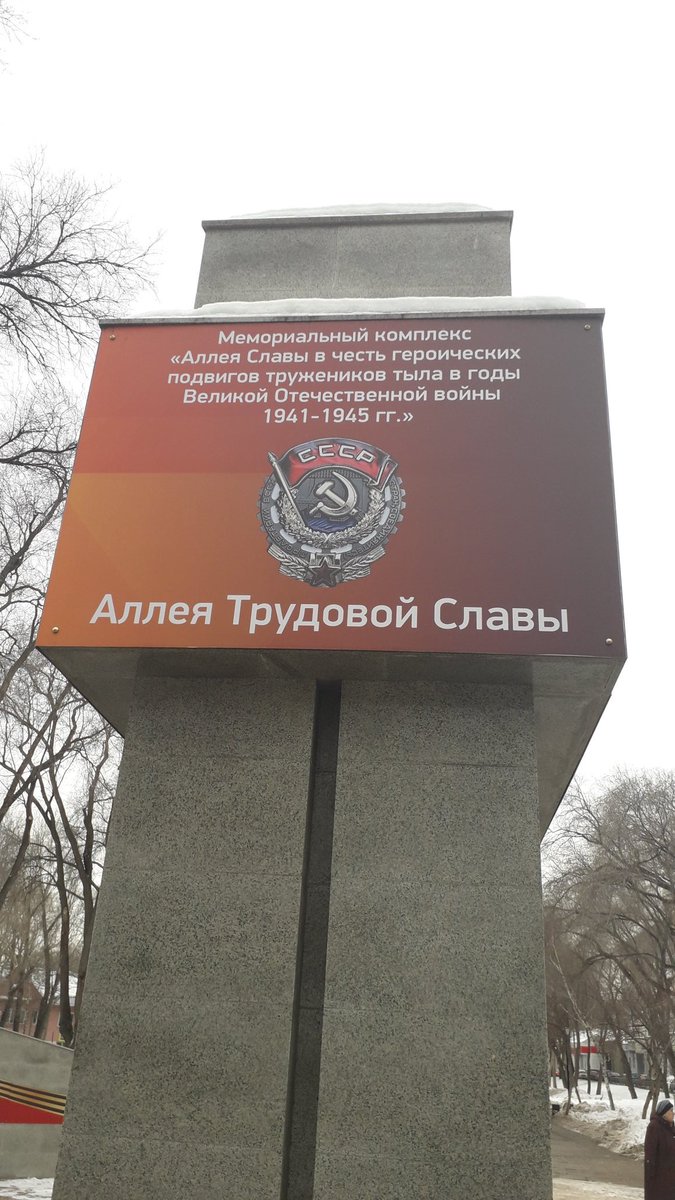 Мемориальный комплекс
«Аллея Славы в честь героических
подвигов тружеников тыла в годы
Великой Отечественной войны
1941-1945 гг.»
СССР
Аллея Трудовой Славы